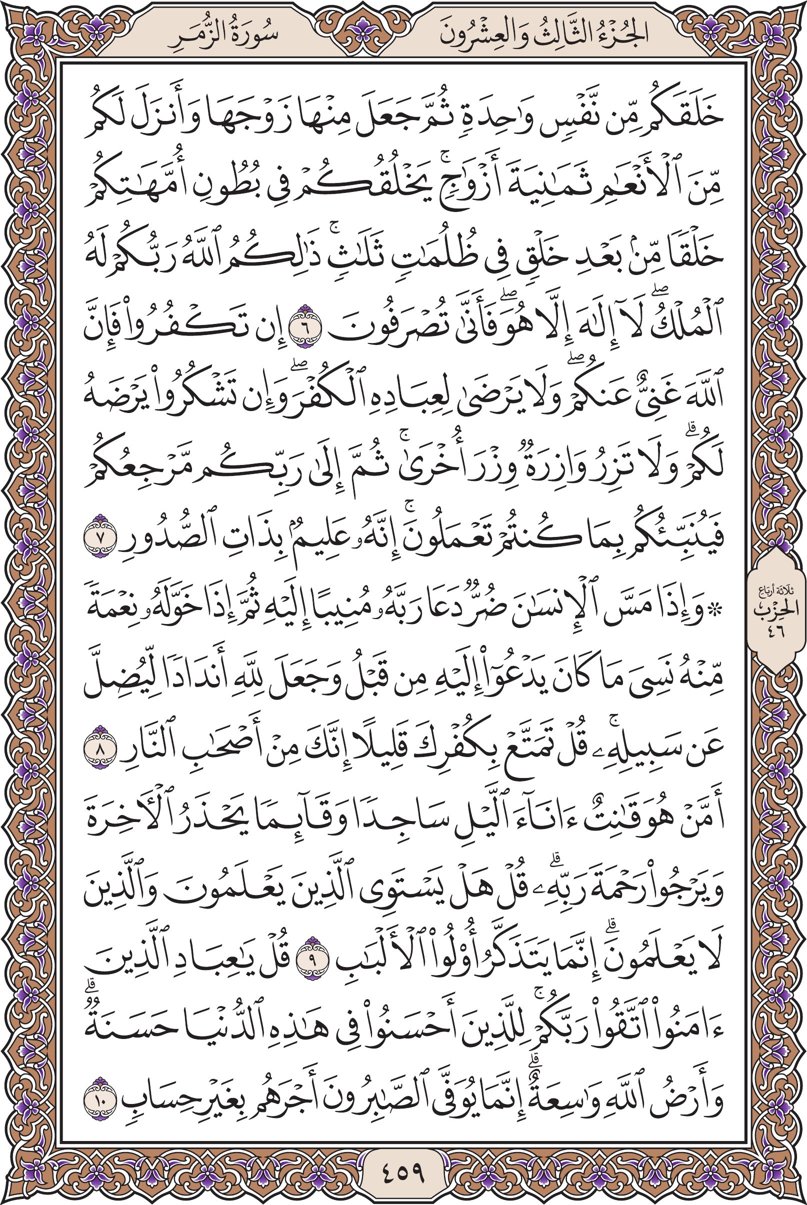 الجُزْءُ الثَّالِثُ وَالعِشْرُونَ
سُورَةُ الزُّمَرِ
خَلَقَكُم مِّن نَّفْسٖ وَٰحِدَةٖ ثُمَّ جَعَلَ مِنْهَا زَوْجَهَا وَأَنزَلَ لَكُم
مِّنَ ٱلْأَنْعَٰمِ ثَمَٰنِيَةَ أَزْوَٰجٖۚ يَخْلُقُكُمْ فِي بُطُونِ أُمَّهَٰتِكُمْ
خَلْقٗا مِّنۢ بَعْدِ خَلْقٖ فِي ظُلُمَٰتٖ ثَلَٰثٖۚ ذَٰلِكُمُ ٱللَّهُ رَبُّكُمْ لَهُ
ٱلْمُلْكُۖ لَآ إِلَٰهَ إِلَّا هُوَۖ فَأَنَّىٰ تُصْرَفُونَ ٦ إِن تَكْفُرُوا۟ فَإِنَّ
ٱللَّهَ غَنِيٌّ عَنكُمْۖ وَلَا يَرْضَىٰ لِعِبَادِهِ ٱلْكُفْرَۖ وَإِن تَشْكُرُوا۟ يَرْضَهُ
لَكُمْۗ وَلَا تَزِرُ وَازِرَةٞ وِزْرَ أُخْرَىٰۚ ثُمَّ إِلَىٰ رَبِّكُم مَّرْجِعُكُمْ
فَيُنَبِّئُكُم بِمَا كُنتُمْ تَعْمَلُونَۚ إِنَّهُۥ عَلِيمُۢ بِذَاتِ ٱلصُّدُورِ ٧
۞ وَإِذَا مَسَّ ٱلْإِنسَٰنَ ضُرّٞ دَعَا رَبَّهُۥ مُنِيبًا إِلَيْهِ ثُمَّ إِذَا خَوَّلَهُۥ نِعْمَةٗ
مِّنْهُ نَسِيَ مَا كَانَ يَدْعُوٓا۟ إِلَيْهِ مِن قَبْلُ وَجَعَلَ لِلَّهِ أَندَادٗا لِّيُضِلَّ
عَن سَبِيلِهِۦۚ قُلْ تَمَتَّعْ بِكُفْرِكَ قَلِيلًا إِنَّكَ مِنْ أَصْحَٰبِ ٱلنَّارِ ٨
أَمَّنْ هُوَ قَٰنِتٌ ءَانَآءَ ٱلَّيْلِ سَاجِدٗا وَقَآئِمٗا يَحْذَرُ ٱلْأٓخِرَةَ
وَيَرْجُوا۟ رَحْمَةَ رَبِّهِۦۗ قُلْ هَلْ يَسْتَوِي ٱلَّذِينَ يَعْلَمُونَ وَٱلَّذِينَ
لَا يَعْلَمُونَۗ إِنَّمَا يَتَذَكَّرُ أُو۟لُوا۟ ٱلْأَلْبَٰبِ ٩ قُلْ يَٰعِبَادِ ٱلَّذِينَ
ءَامَنُوا۟ ٱتَّقُوا۟ رَبَّكُمْۚ لِلَّذِينَ أَحْسَنُوا۟ فِي هَٰذِهِ ٱلدُّنْيَا حَسَنَةٞۗ
وَأَرْضُ ٱللَّهِ وَٰسِعَةٌۗ إِنَّمَا يُوَفَّى ٱلصَّٰبِرُونَ أَجْرَهُم بِغَيْرِ حِسَابٖ ١٠
ثلاثة أرباع
الحِزْب
٤٦
٤٥٩